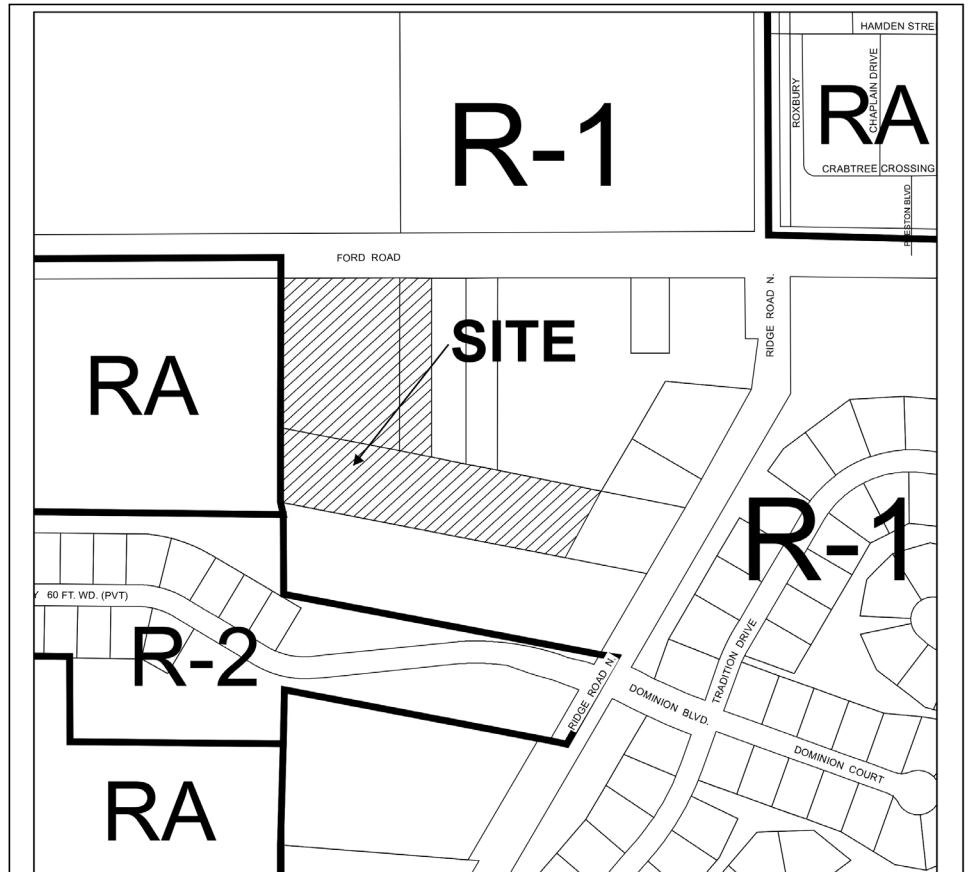 HAMDEN STRE
R-1
ROXBURY
CHAPLAIN DRIVE
RA
CRABTREE CROSSING
PRESTON BLVD
FORD ROAD
RIDGE ROAD N.
SITE
RA
R-1
Y 60 FT. WD. (PVT)
R-2
TRADITION DRIVE
RIDGE ROAD N.
DOMINION BLVD.
DOMINION COURT
RA